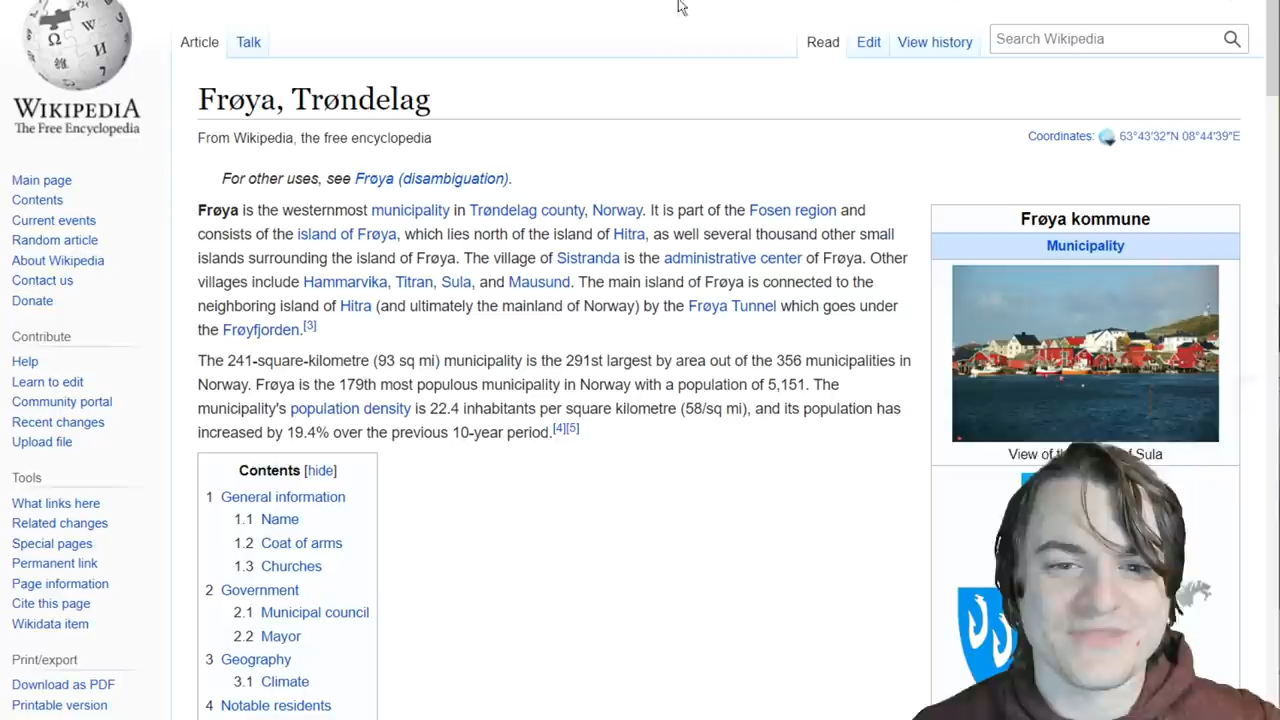 WIKIPEDIA
The Free Encyclopedia
Main page
Contents
Current events
Random article
About Wikipedia
Contact us
Donate
Contribute
Help
Learn to edit
Community portal
Recent changes
Upload file
Tools
What links here
Related changes
Special pages
Permanent link
Page information
Cite this page
Wikidata item
Print/export
Download as PDF
Printable version
Article Talk
Read Edit View history
Search Wikipedia
Frøya, Trøndelag
From Wikipedia, the free encyclopedia
Coordinates: 63°43′32″N 08°44′39″E
For other uses, see Frøya (disambiguation).
Frøya is the westernmost municipality in Trøndelag county, Norway. It is part of the Fosen region and
consists of the island of Frøya, which lies north of the island of Hitra, as well several thousand other small
islands surrounding the island of Frøya. The village of Sistranda is the administrative center of Frøya. Other
villages include Hammarvika, Titran, Sula, and Mausund. The main island of Frøya is connected to the
neighboring island of Hitra (and ultimately the mainland of Norway) by the Frøya Tunnel which goes under
the Frøyfjorden.[3]
The 241-square-kilometre (93 sq mi) municipality is the 291st largest by area out of the 356 municipalities in
Norway. Frøya is the 179th most populous municipality in Norway with a population of 5,151. The
municipality's population density is 22.4 inhabitants per square kilometre (58/sq mi), and its population has
increased by 19.4% over the previous 10-year period.[4][5]
Contents [hide]
1 General information
1.1 Name
1.2 Coat of arms
1.3 Churches
2 Government
2.1 Municipal council
2.2 Mayor
3 Geography
3.1 Climate
4 Notable residents
Frøya kommune
Municipality
View of Sula